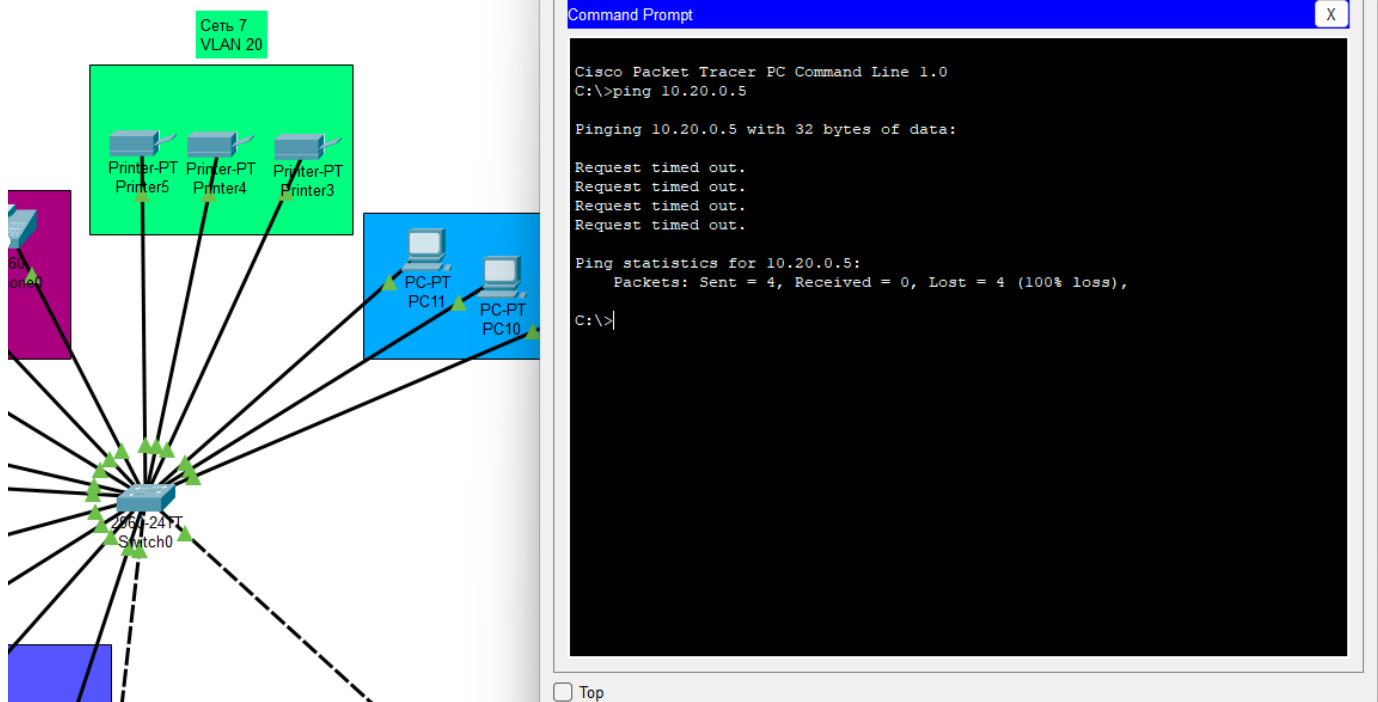 Сеть 7
VLAN 20
Printer-PT
Printer5
Printer-PT
Printer4
Printer-PT
Printer3
PC-PT
PC11
PC-PT
PC10
Switch0
Command Prompt
X
Cisco Packet Tracer PC Command Line 1.0
C:\>ping 10.20.0.5
Pinging 10.20.0.5 with 32 bytes of data:
Request timed out.
Request timed out.
Request timed out.
Request timed out.
Ping statistics for 10.20.0.5:
Packets: Sent = 4, Received = 0, Lost = 4 (100% loss),
C:\>
Top